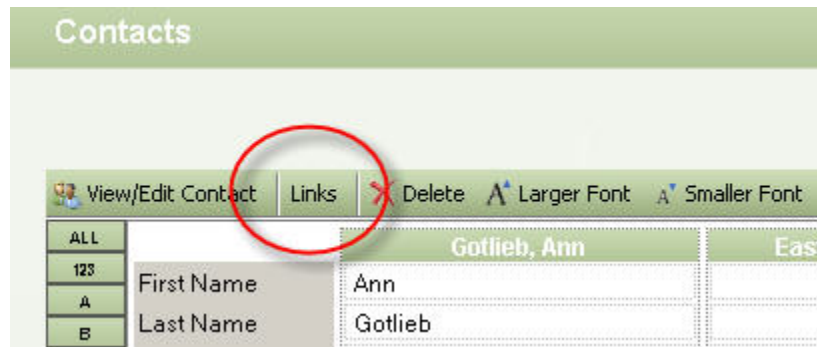 Contacts
View/Edit Contact Links Delete A Larger Font A Smaller Font
ALL Gotlieb, Ann
123 First Name Ann
A
B Last Name Gotlieb